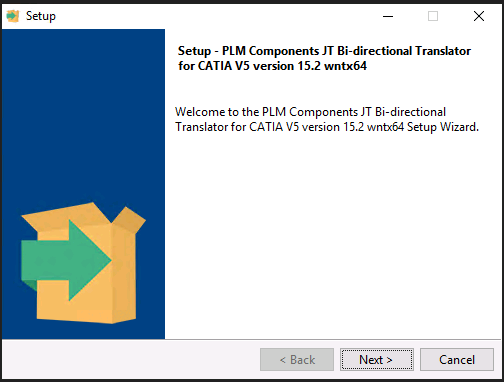 Setup
Setup - PLM Components JT Bi-directional Translator
for CATIA V5 version 15.2 wntx64
Welcome to the PLM Components JT Bi-directional
Translator for CATIA V5 version 15.2 wntx64 Setup Wizard.
< Back
Next >
Cancel